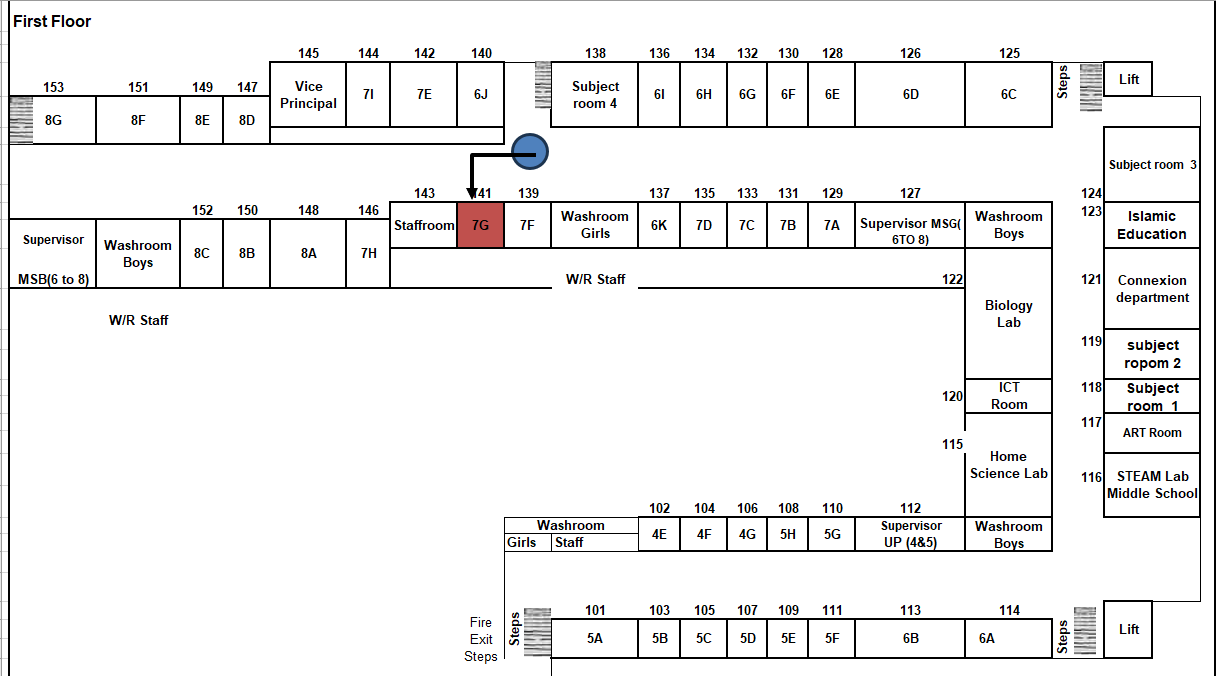 First Floor
145 144 142 140 138 136 134 132 130 128 126 125
Vice
Principal
7I 7E 6J
Subject
room 4
6I 6H 6G 6F 6E 6D 6C
Steps
Lift
153 151 149 147
8G 8F 8E 8D
Subject room 3
143 141 139 137 135 133 131 129 127 124
Staffroom 7G 7F
Washroom
Girls
6K 7D 7C 7B 7A
Supervisor MSG(
6TO 8)
Washroom
Boys
123
Islamic
Education
152 150 148 146
Supervisor
MSB(6 to 8)
Washroom
Boys
8C 8B 8A 7H
W/R Staff
122
121
Connexion
department
W/R Staff
Biology
Lab
119
subject
ropom 2
120
ICT
Room
118
Subject
room 1
117
ART Room
115
Home
Science Lab
116
STEAM Lab
Middle School
102 104 106 108 110 112
Washroom
Girls Staff
4E 4F 4G 5H 5G
Supervisor
UP (4&5)
Washroom
Boys
101 103 105 107 109 111 113 114
Fire
Exit
Steps
Steps
5A 5B 5C 5D 5E 5F 6B 6A
Steps
Lift